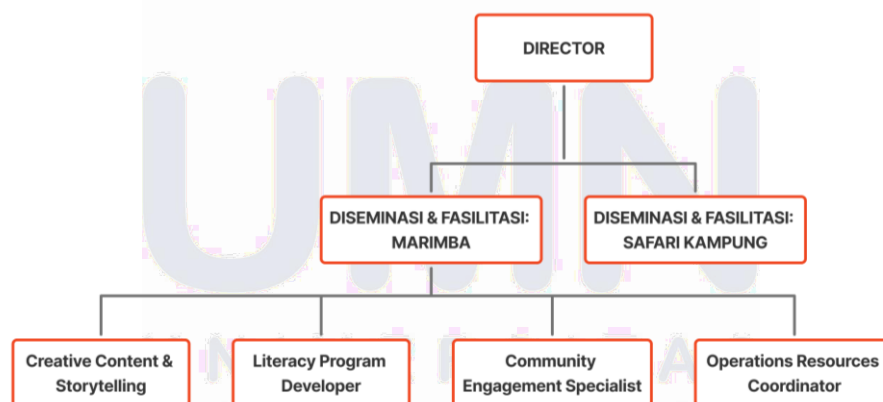 DIRECTOR
DISEMINASI & FASILITASI:
MARIMBA
DISEMINASI & FASILITASI:
SAFARI KAMPUNG
Creative Content &
Storytelling
Literacy Program
Developer
Community
Engagement Specialist
Operations Resources
Coordinator
UMN